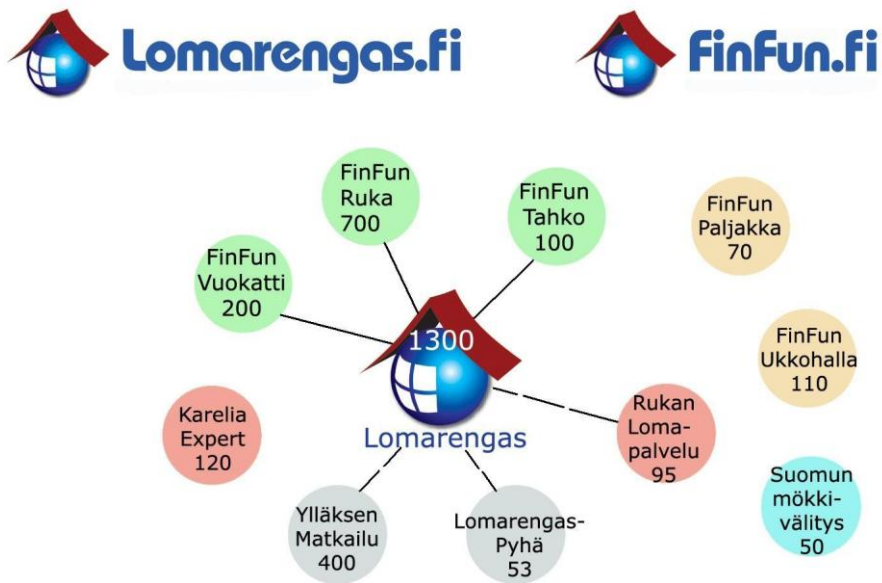 Lomarengas.fi
FinFun.fi
FinFun
Ruka
700
FinFun
Tahko
100
FinFun
Paljakka
70
FinFun
Vuokatti
200
1300
Lomarengas
FinFun
Ukkohalla
110
Karelia
Expert
120
Rukan
Loma-
palvelu
95
Ylläksen
Matkailu
400
Lomarengas-
Pyhä
53
Suomun
mökki-
välitys
50